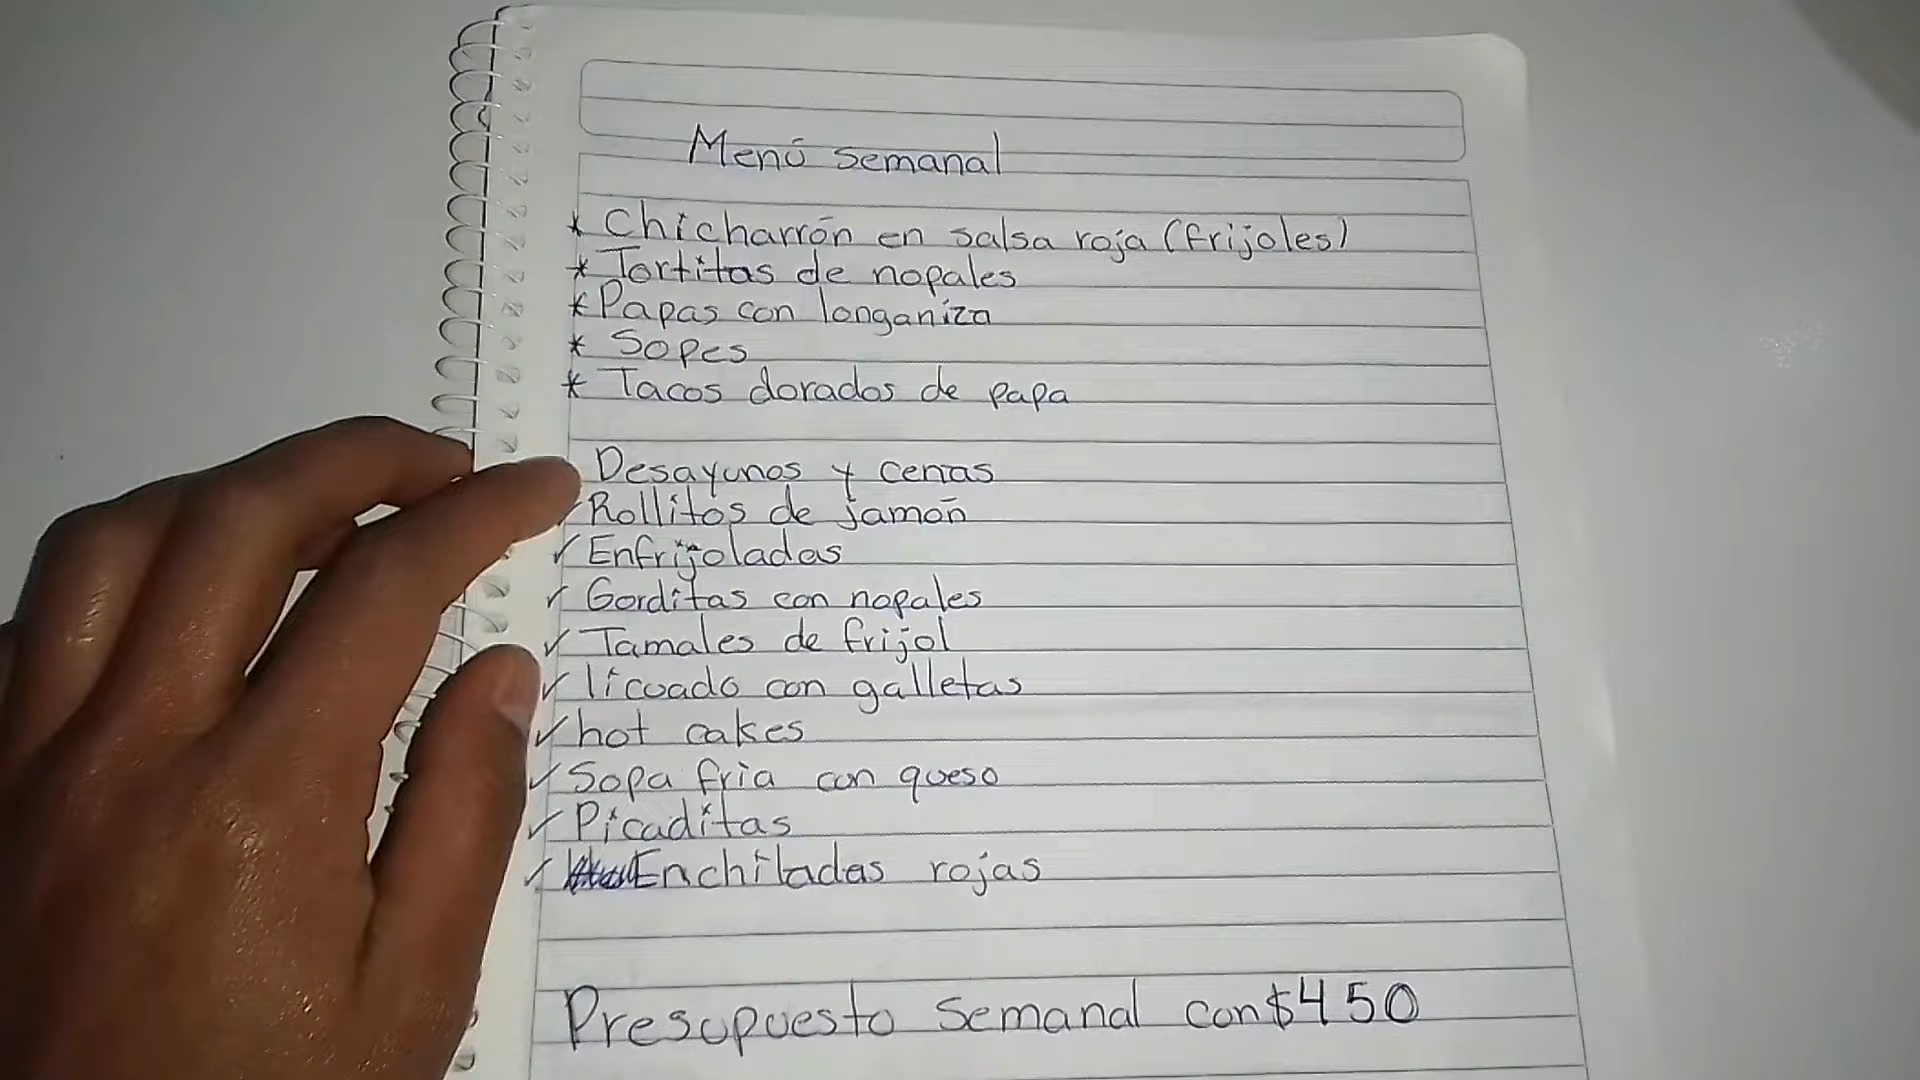 Menú semanal
* Chicharrón en salsa roja (frijoles)
* Tortitas de nopales
* Papas con longaniza
* Sopes
* Tacos dorados de papa
Desayunos y cenas
✓ Rollitos de jamón
✓ Enfrijoladas
✓ Gorditas con nopales
✓ Tamales de frijol
✓ licuado con galletas
✓ hot cakes
✓ Sopa fria con queso
✓ Picaditas
✓ Enchiladas rojas
Presupuesto semanal con $450